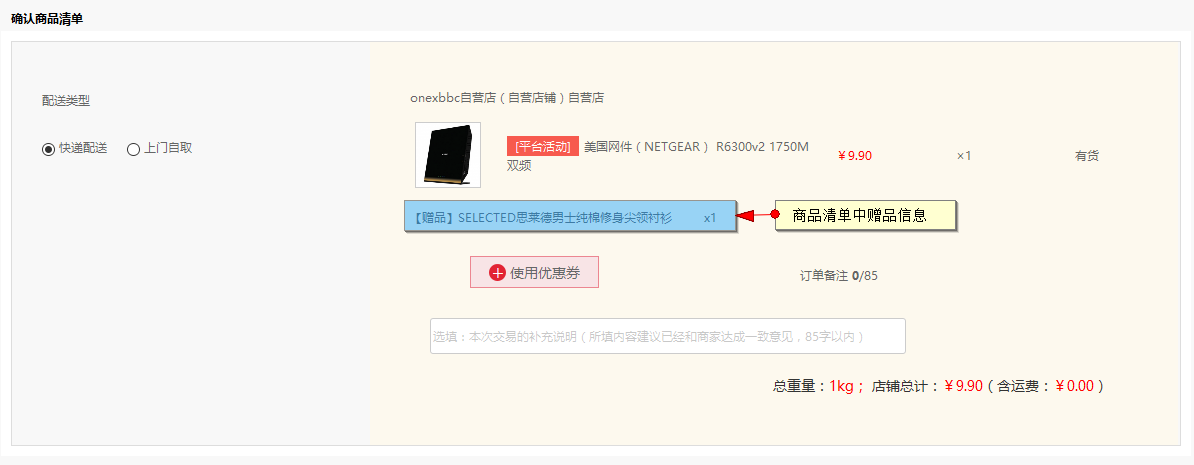 确认商品清单
配送类型
快递配送 上门自取
onexbbc自营店（自营店铺）自营店
[平台活动] 美国网件（NETGEAR） R6300v2 1750M
双频
￥9.90 ×1 有货
【赠品】SELECTED思莱德男士纯棉修身尖领衬衫 x1
商品清单中赠品信息
使用优惠券
订单备注 0/85
选填：本次交易的补充说明（所填内容建议已经和商家达成一致意见，85字以内）
总重量：1kg； 店铺总计：￥9.90（含运费：￥0.00）